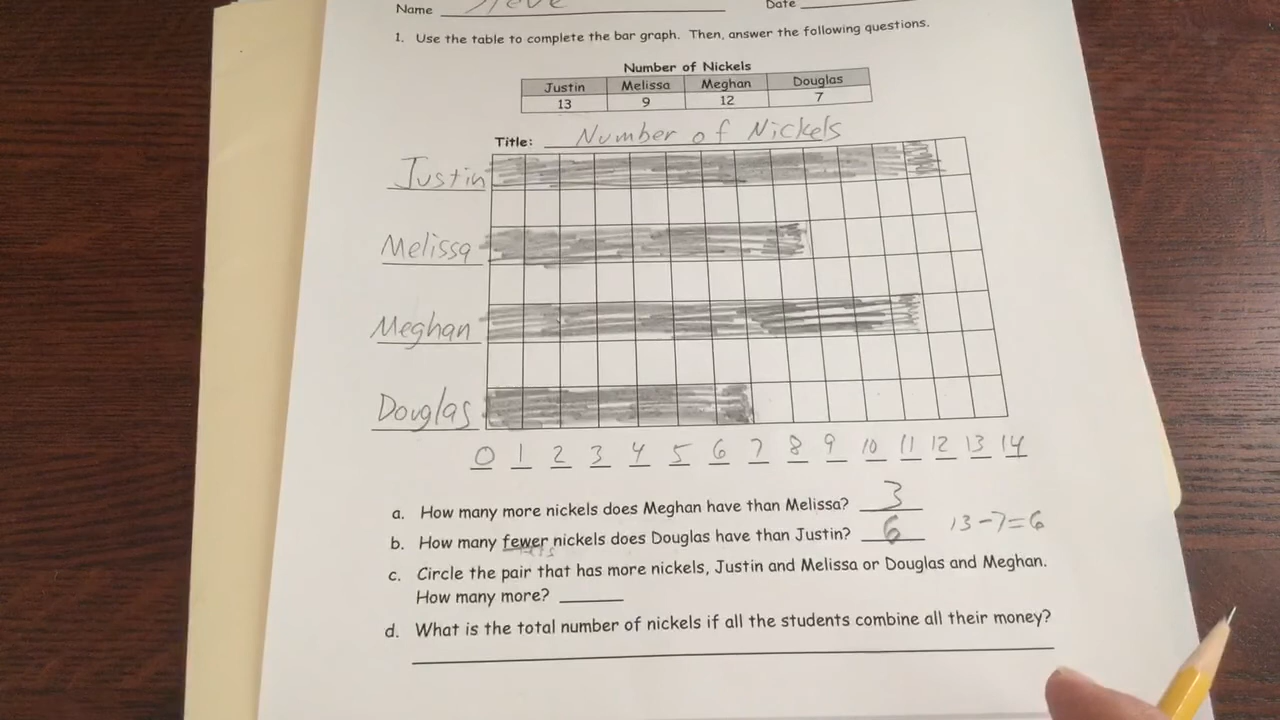 Name Steve Date
1. Use the table to complete the bar graph. Then, answer the following questions.
Number of Nickels
Justin Melissa Meghan Douglas
13 9 12 7
Title: Number of Nickels
Justin
Melissa
Meghan
Douglas
0 1 2 3 4 5 6 7 8 9 10 11 12 13 14
a. How many more nickels does Meghan have than Melissa? 3
b. How many fewer nickels does Douglas have than Justin? 6 13-7=6
c. Circle the pair that has more nickels, Justin and Melissa or Douglas and Meghan.
How many more?
d. What is the total number of nickels if all the students combine all their money?